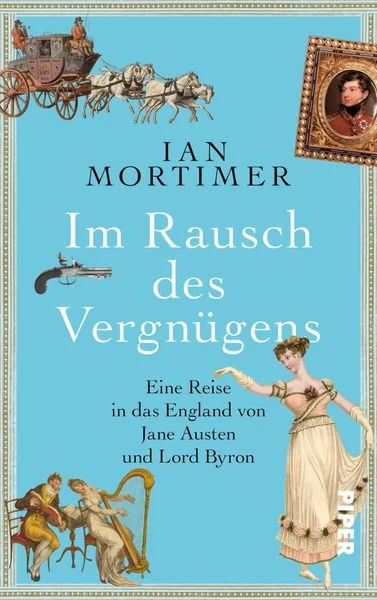 IAN
MORTIMER
Im Rausch
des
Vergnügens
Eine Reise
in das England von
Jane Austen
und Lord Byron
PIPER